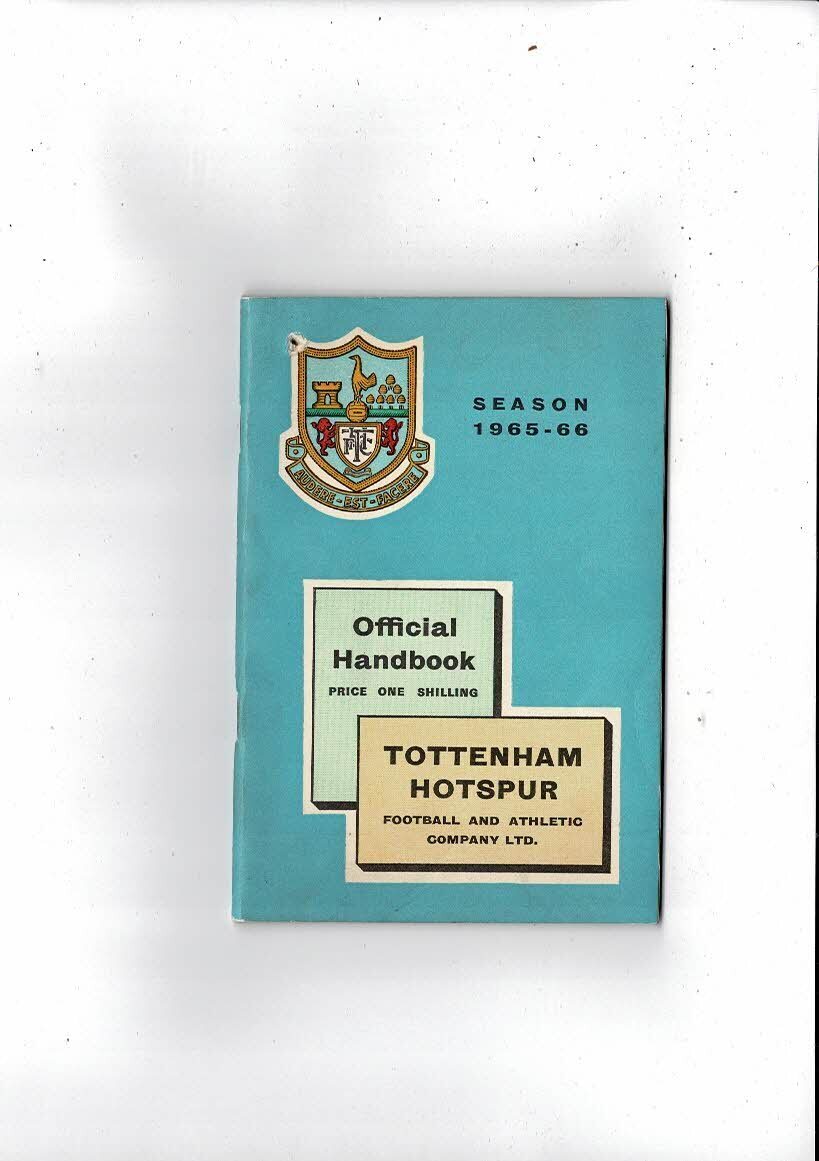 AUDERE-EST-FACERE
SEASON
1965-66
Official
Handbook
PRICE ONE SHILLING
TOTTENHAM
HOTSPUR
FOOTBALL AND ATHLETIC
COMPANY LTD.